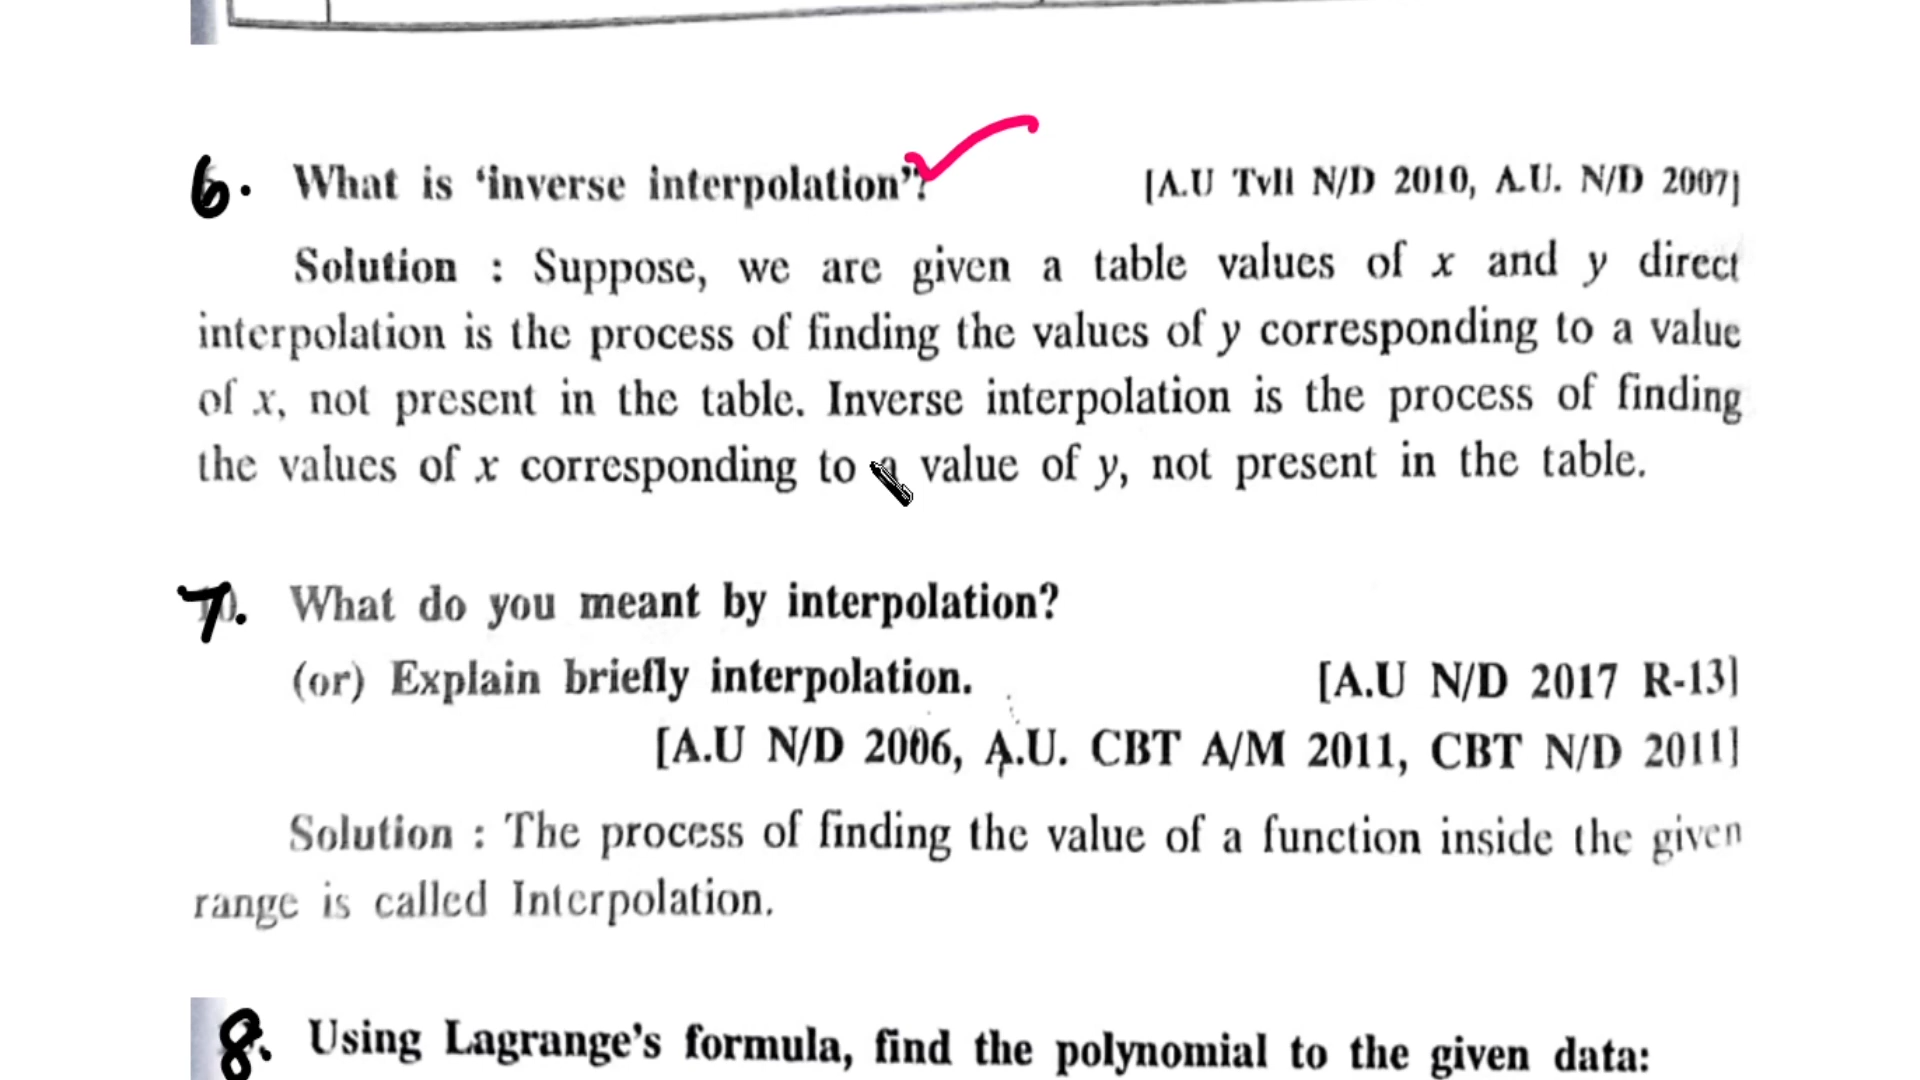 6. What is ‘inverse interpolation’? [A.U Tvll N/D 2010, A.U. N/D 2007]
Solution : Suppose, we are given a table values of x and y direct
interpolation is the process of finding the values of y corresponding to a value
of x, not present in the table. Inverse interpolation is the process of finding
the values of x corresponding to a value of y, not present in the table.
7. What do you meant by interpolation?
(or) Explain briefly interpolation. [A.U N/D 2017 R-13]
[A.U N/D 2006, A.U. CBT A/M 2011, CBT N/D 2011]
Solution : The process of finding the value of a function inside the given
range is called Interpolation.
8. Using Lagrange's formula, find the polynomial to the given data: